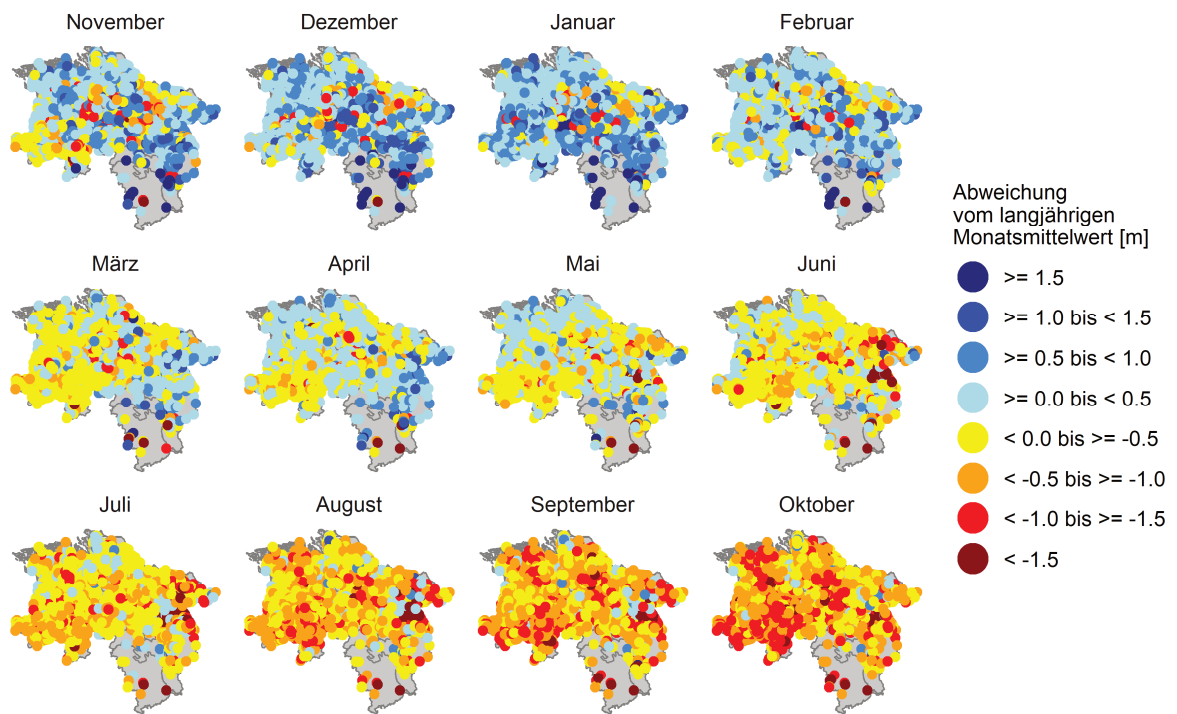 November
Dezember
Januar
Februar
März
April
Mai
Juni
Juli
August
September
Oktober
Abweichung
vom langjährigen
Monatsmittelwert [m]
>= 1.5
>= 1.0 bis < 1.5
>= 0.5 bis < 1.0
>= 0.0 bis < 0.5
< 0.0 bis >= -0.5
< -0.5 bis >= -1.0
< -1.0 bis >= -1.5
< -1.5